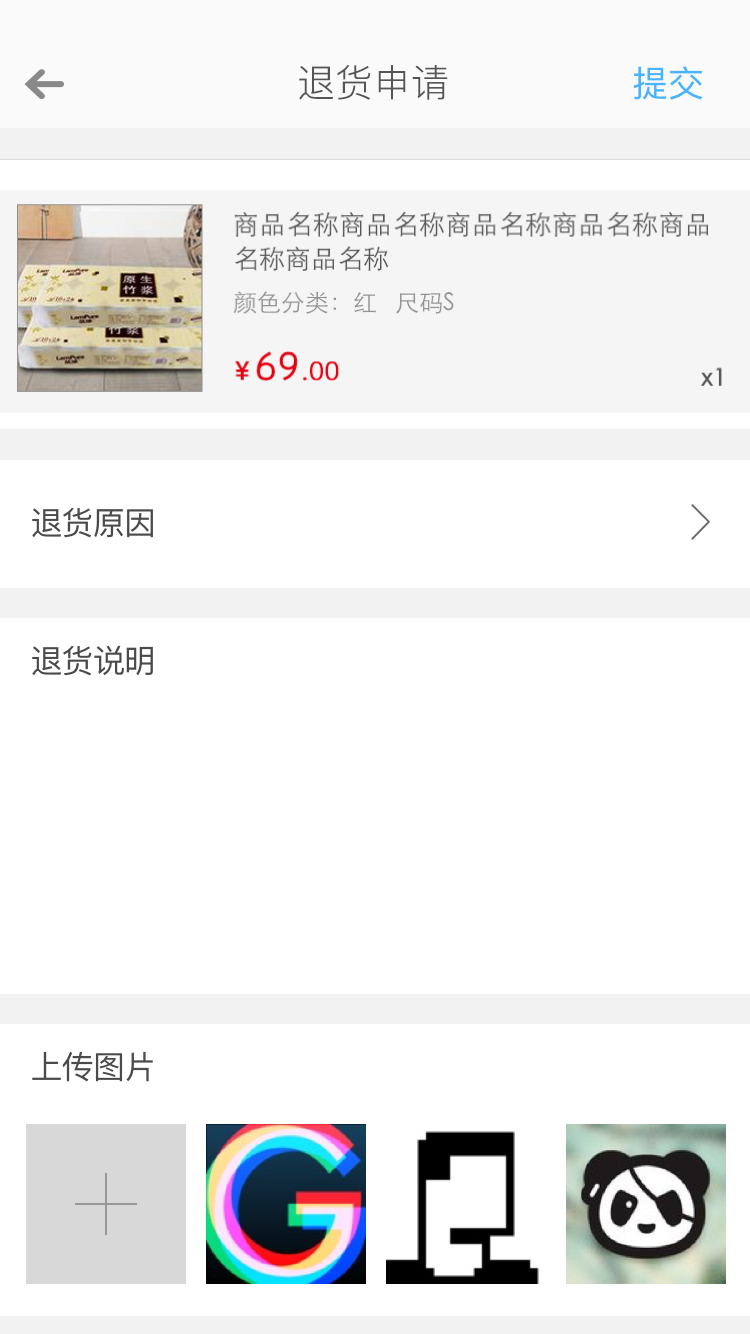 退货申请
提交
商品名称商品名称商品名称商品名称商品
名称商品名称
颜色分类：红 尺码S
¥69.00
x1
原生
竹浆
竹浆
退货原因
退货说明
上传图片